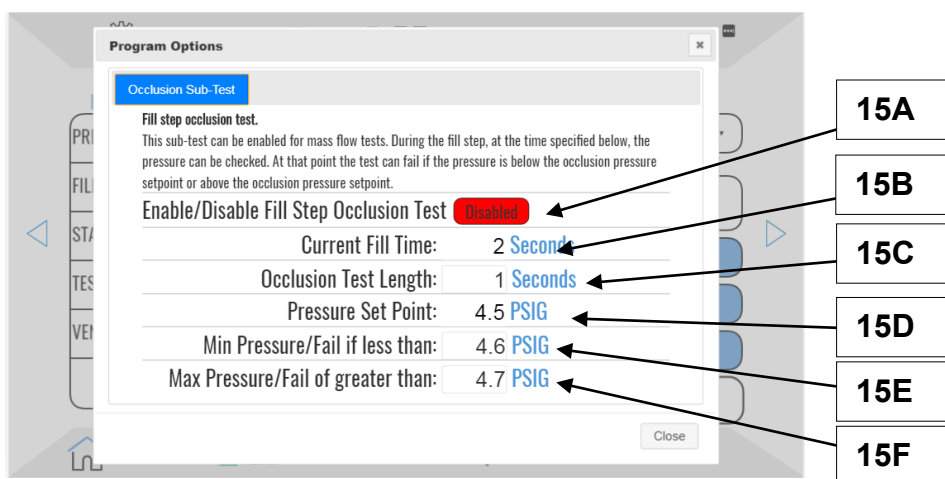 Program Options
Occlusion Sub-Test
Fill step occlusion test.
This sub-test can be enabled for mass flow tests. During the fill step, at the time specified below, the
pressure can be checked. At that point the test can fail if the pressure is below the occlusion pressure
setpoint or above the occlusion pressure setpoint.
Enable/Disable Fill Step Occlusion Test Disabled
Current Fill Time: 2 Seconds
Occlusion Test Length: 1 Seconds
Pressure Set Point: 4.5 PSIG
Min Pressure/Fail if less than: 4.6 PSIG
Max Pressure/Fail of greater than: 4.7 PSIG
Close
PR
FIL
STA
TES
VE
15A
15B
15C
15D
15E
15F